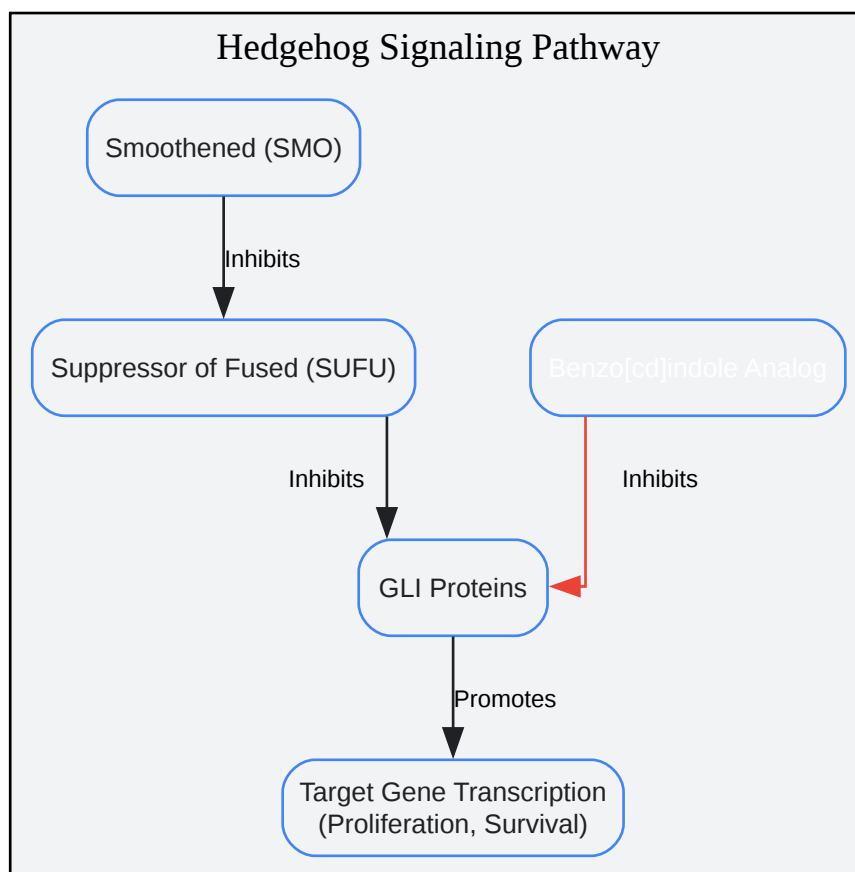 Hedgehog Signaling Pathway
Smoothened (SMO)
Inhibits
Suppressor of Fused (SUFU)
Benzo[cd]indole Analog
Inhibits
Inhibits
GLI Proteins
Promotes
Target Gene Transcription
(Proliferation, Survival)